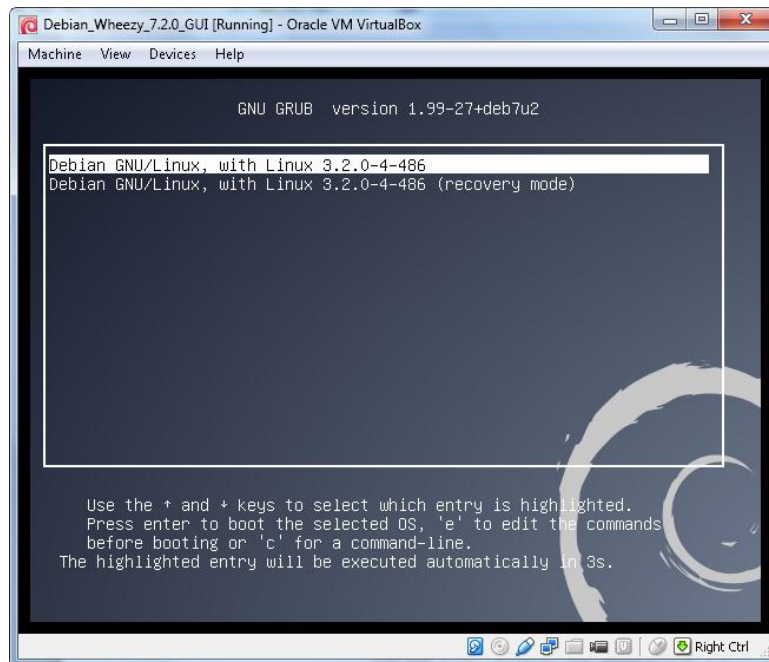 Debian_Wheezy_7.2.0_GUI [Running] - Oracle VM VirtualBox
Machine View Devices Help
GNU GRUB version 1.99-27+deb7u2
Debian GNU/Linux, with Linux 3.2.0-4-486
Debian GNU/Linux, with Linux 3.2.0-4-486 (recovery mode)
Use the ↑ and ↓ keys to select which entry is highlighted.
Press enter to boot the selected OS, 'e' to edit the commands
before booting or 'c' for a command-line.
The highlighted entry will be executed automatically in 3s.
Right Ctrl